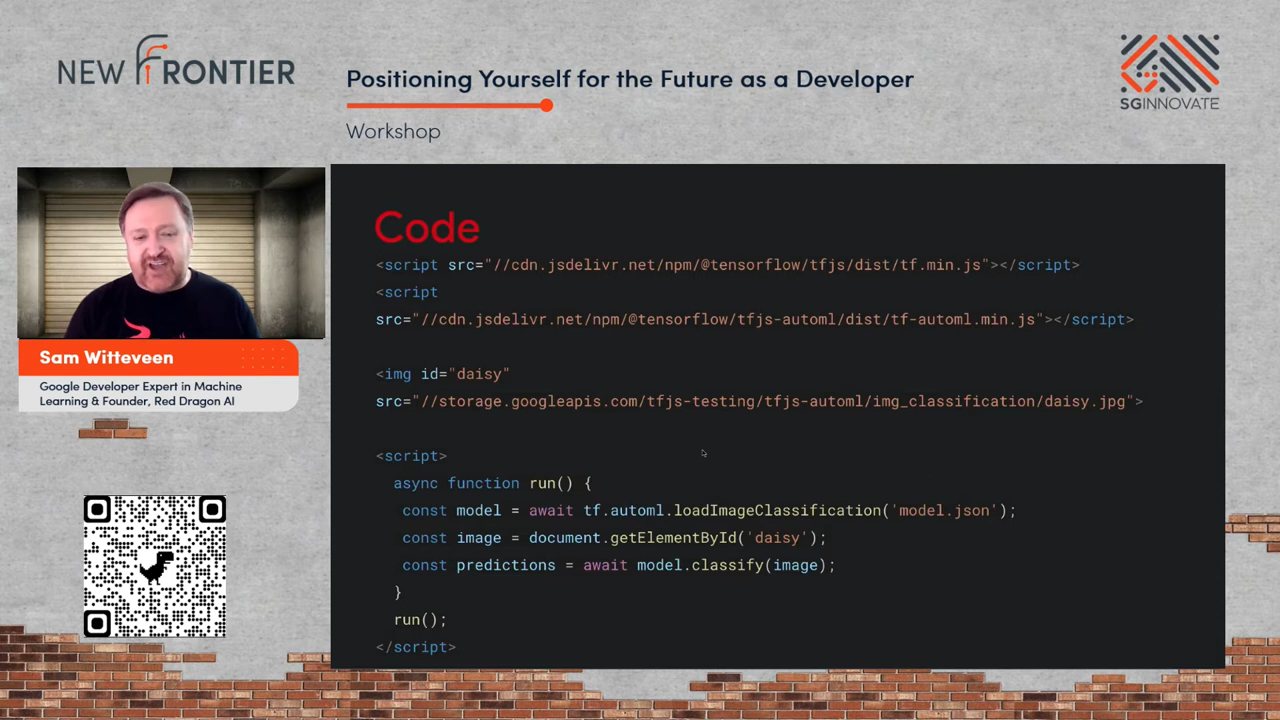 NEW FRONTIER
Positioning Yourself for the Future as a Developer
Workshop
SGINNOVATE
Sam Witteveen
Google Developer Expert in Machine
Learning & Founder, Red Dragon AI
Code
<script src="//cdn.jsdelivr.net/npm/@tensorflow/tfjs/dist/tf.min.js"></script>
<script
src="//cdn.jsdelivr.net/npm/@tensorflow/tfjs-automl/dist/tf-automl.min.js"></script>
<img id="daisy"
src="//storage.googleapis.com/tfjs-testing/tfjs-automl/img_classification/daisy.jpg">
<script>
async function run() {
const model = await tf.automl.loadImageClassification('model.json');
const image = document.getElementById('daisy');
const predictions = await model.classify(image);
}
run();
</script>